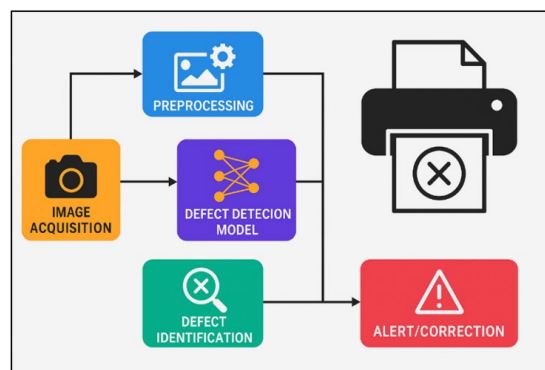 PREPROCESSING
IMAGE
ACQUISITION
DEFECT DETECION
MODEL
DEFECT
IDENTIFICATION
ALERT/CORRECTION